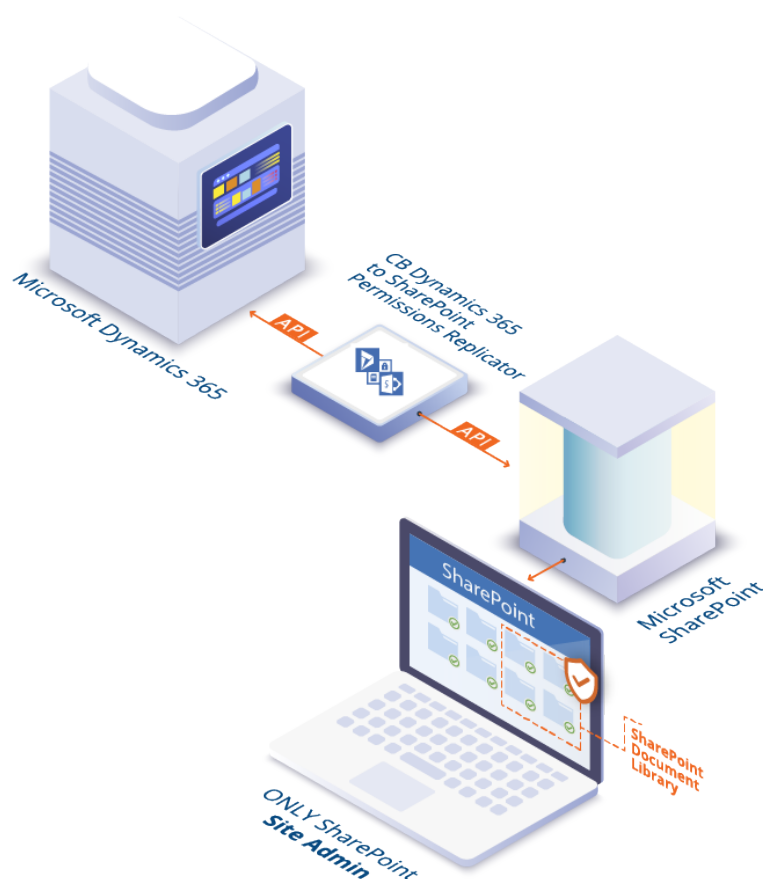 Microsoft Dynamics 365
CB Dynamics 365
to SharePoint
Permissions Replicator
API
API
Microsoft
SharePoint
SharePoint
SharePoint
Document
Library
ONLY SharePoint
Site Admin